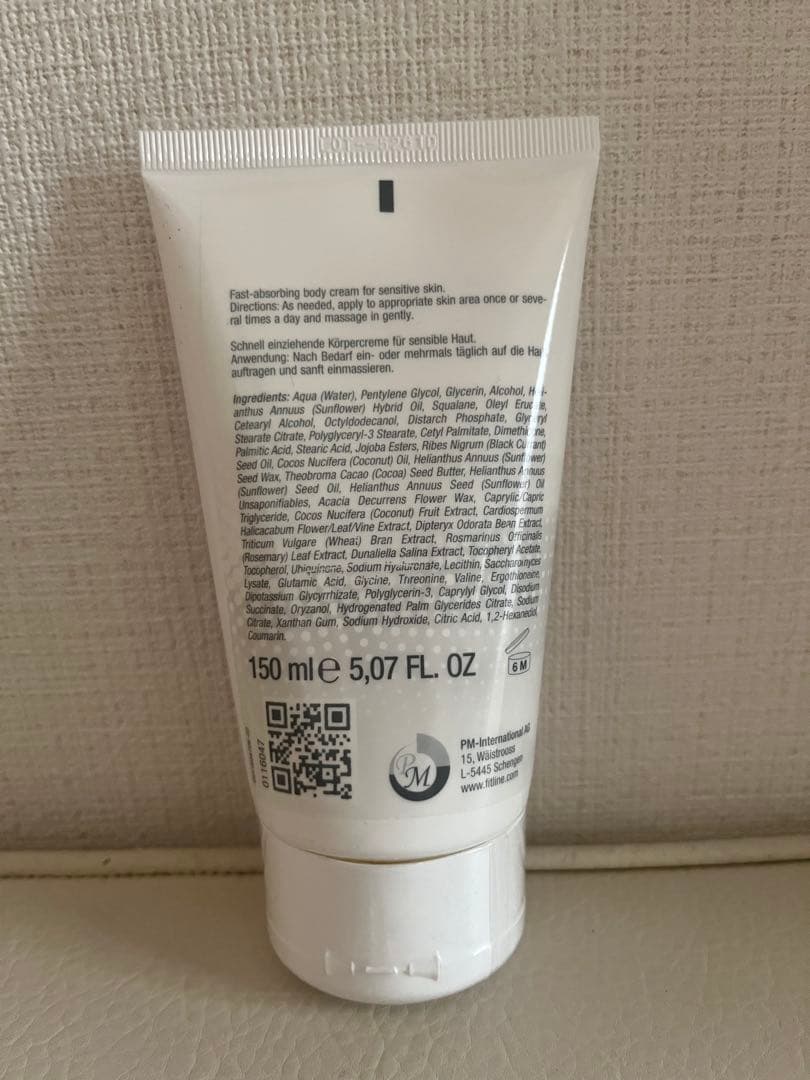 Fast-absorbing body cream for sensitive skin.
Directions: As needed, apply to appropriate skin area once or seve-
ral times a day and massage in gently.
Schnell einziehende Körpercreme für sensible Haut.
Anwendung: Nach Bedarf ein- oder mehrmals täglich auf die
auftragen und sanft einmassieren.
Ingredients: Aqua (Water), Pentylene Glycol, Glycerin, Alcohol, Heli-
anthus Annuus (Sunflower) Hybrid Oil, Squalane, Oleyl Erucate,
Cetearyl Alcohol, Octyldodecanol, Distarch Phosphate, Glyceryl
Stearate Citrate, Polyglyceryl-3 Stearate, Cetyl Palmitate, Dimethicone,
Palmitic Acid, Stearic Acid, Jojoba Esters, Ribes Nigrum (Black Currant)
Seed Oil, Cocos Nucifera (Coconut) Oil, Helianthus Annuus (Sunflower)
Seed Wax, Theobroma Cacao (Cocoa) Seed Butter, Helianthus Annuus
(Sunflower) Seed Oil, Helianthus Annuus Seed (Sunflower) Oil
Unsaponifiables, Acacia Decurrens Flower Wax, Caprylic/Capric
Triglyceride, Cocos Nucifera (Coconut) Fruit Extract, Cardiospermum
Halicacabum Flower/Leaf/Vine Extract, Dipteryx Odorata Bean Extract,
Triticum Vulgare (Wheat) Bran Extract, Rosmarinus Officinalis
(Rosemary) Leaf Extract, Dunaliella Salina Extract, Tocopheryl Acetate,
Tocopherol, Ubiquinone, Sodium Hyaluronate, Lecithin, Saccharomyces
Lysate, Glutamic Acid, Glycine, Threonine, Valine, Ergothioneine,
Dipotassium Glycyrrhizate, Polyglycerin-3, Caprylyl Glycol, Disodium
Succinate, Oryzanol, Hydrogenated Palm Glycerides Citrate, Sodium
Citrate, Xanthan Gum, Sodium Hydroxide, Citric Acid, 1,2-Hexanediol,
Coumarin.
150 ml e 5,07 FL. OZ
6 M
0116047
PM
PM-International AG
15, Wäistrooss
L-5445 Schengen
www.fitline.com